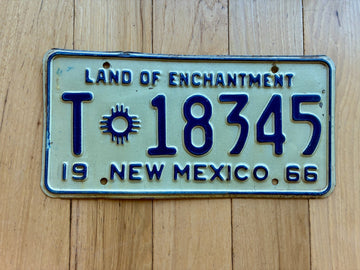 LAND OF ENCHANTMENT
T 18345
19 NEW MEXICO 66